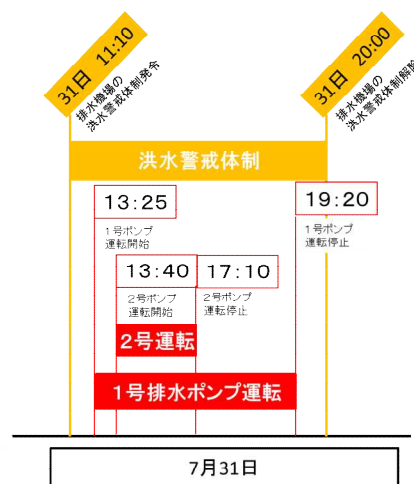 31日 11:10
排水機場の
洪水警戒体制発令
31日 20:00
排水機場の
洪水警戒体制解除
洪水警戒体制
13:25
1号ポンプ
運転開始
19:20
1号ポンプ
運転停止
13:40
2号ポンプ
運転開始
17:10
2号ポンプ
運転停止
2号運転
1号排水ポンプ運転
7月31日